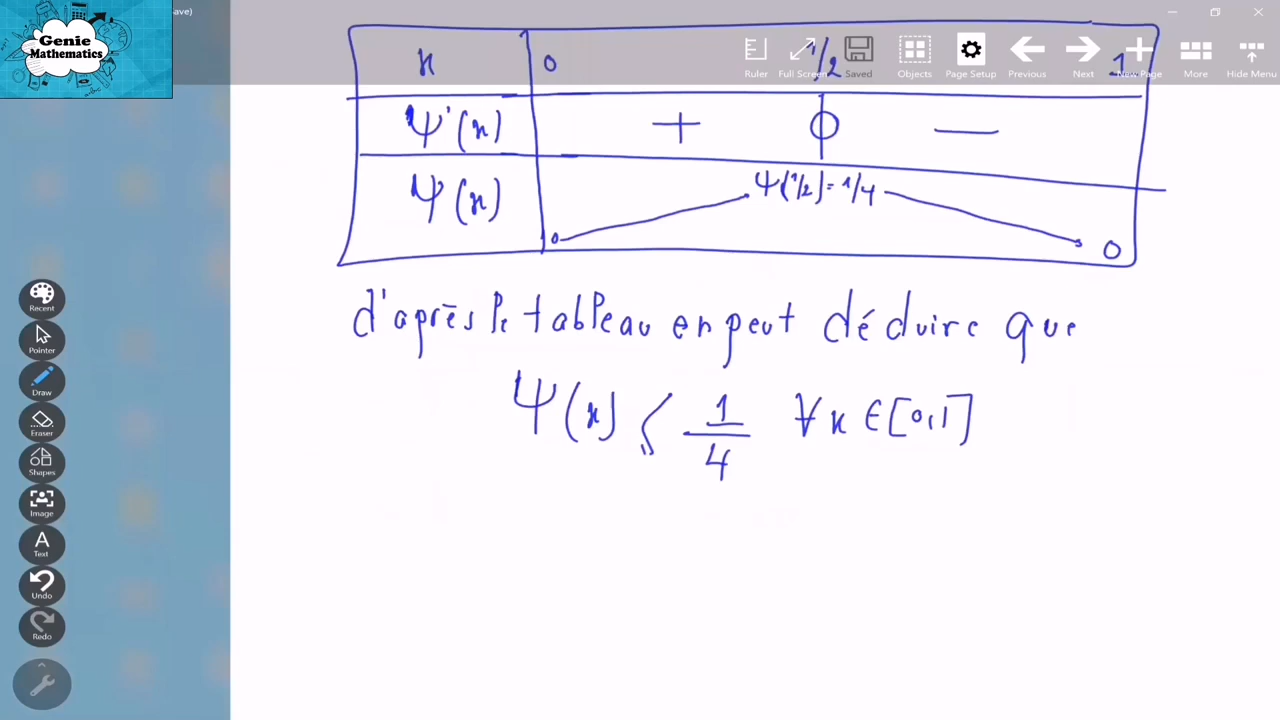 ave)
Genie
Mathematics
Ruler Full Screen Saved Objects Page Setup Previous Next New Page More Hide Menu
x 0 1/2 1
Ψ'(x) + 0 —
Ψ(x) 0 Ψ(1/2)=1/4 0
d'après le tableau en peut déduire que
Ψ(x) ≤ 1/4 ∀x ∈ [0,1]
Recent
Pointer
Draw
Eraser
Shapes
Image
A
Text
Undo
Redo